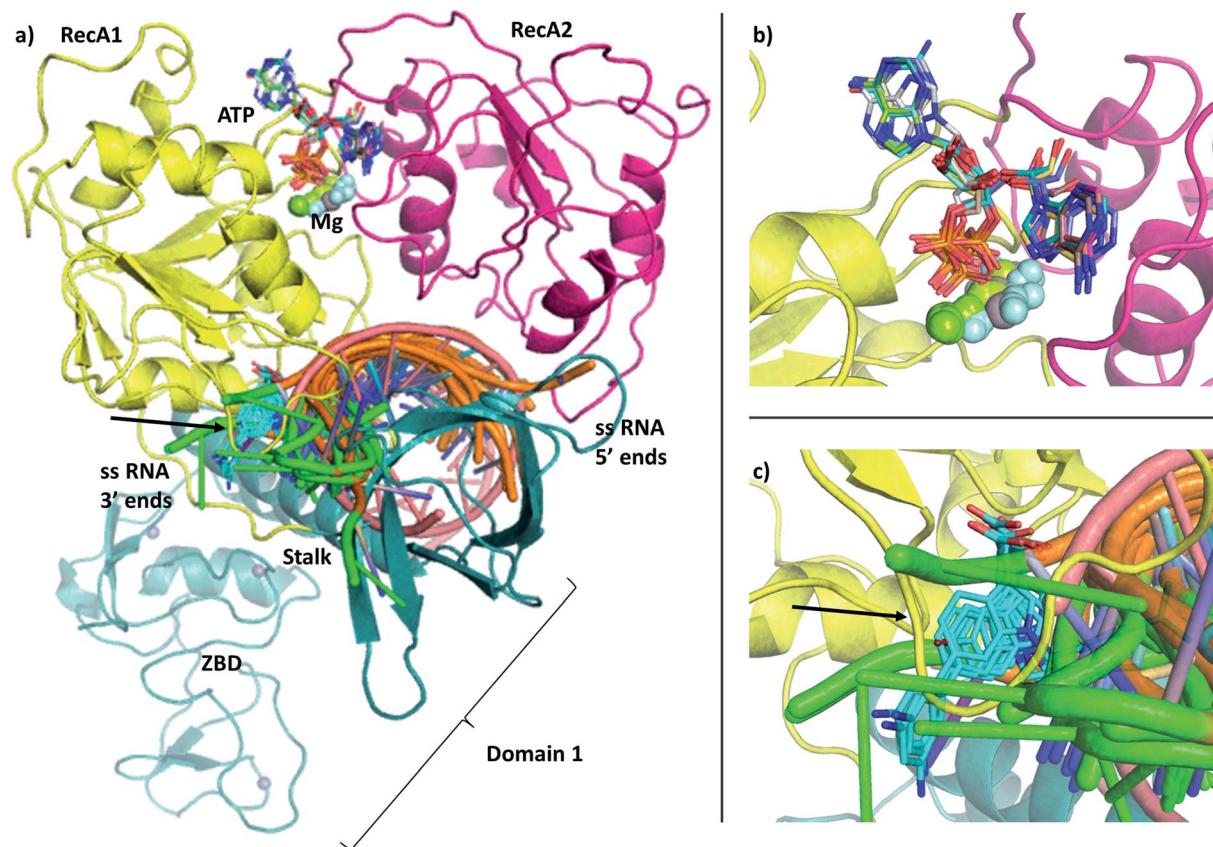 a)
RecA1
RecA2
ATP
Mg
ss RNA
3’ ends
ss RNA
5’ ends
Stalk
ZBD
Domain 1
b)
c)